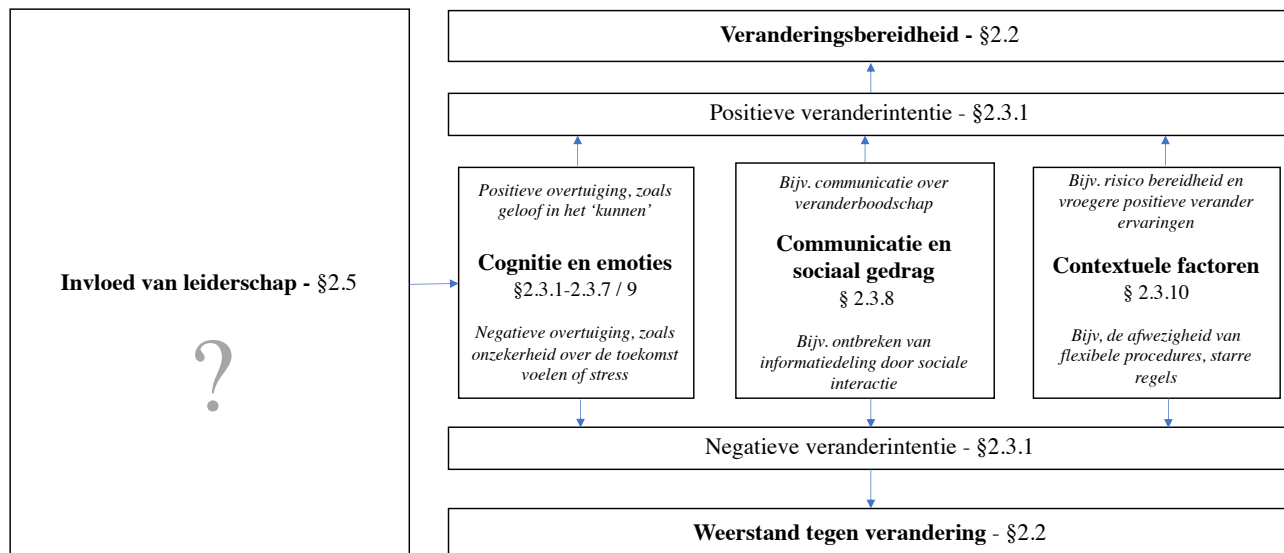 Veranderingsbereidheid - §2.2
Positieve veranderintentie - §2.3.1
Invloed van leiderschap - §2.5
?
Positieve overtuiging, zoals
geloof in het ‘kunnen’
Cognitie en emoties
§2.3.1-2.3.7 / 9
Negatieve overtuiging, zoals
onzekerheid over de toekomst
voelen of stress
Bijv. communicatie over
veranderboodschap
Communicatie en
sociaal gedrag
§ 2.3.8
Bijv. ontbreken van
informatiedeling door sociale
interactie
Bijv. risico bereidheid en
vroegere positieve verander
ervaringen
Contextuele factoren
§ 2.3.10
Bijv, de afwezigheid van
flexibele procedures, starre
regels
Negatieve veranderintentie - §2.3.1
Weerstand tegen verandering - §2.2